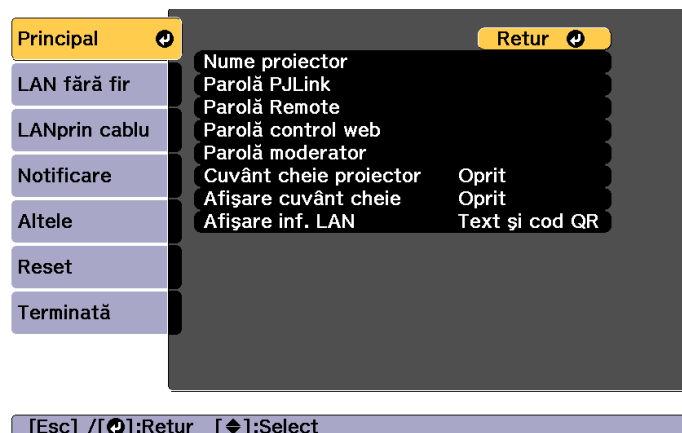 Principal
LAN fără fir
LANprin cablu
Notificare
Altele
Reset
Terminată
Retur
Nume proiector
Parolă PJLink
Parolă Remote
Parolă control web
Parolă moderator
Cuvânt cheie proiector Oprit
Afişare cuvânt cheie Oprit
Afişare inf. LAN Text şi cod QR
[Esc] /[⏎]:Retur [◆]:Select